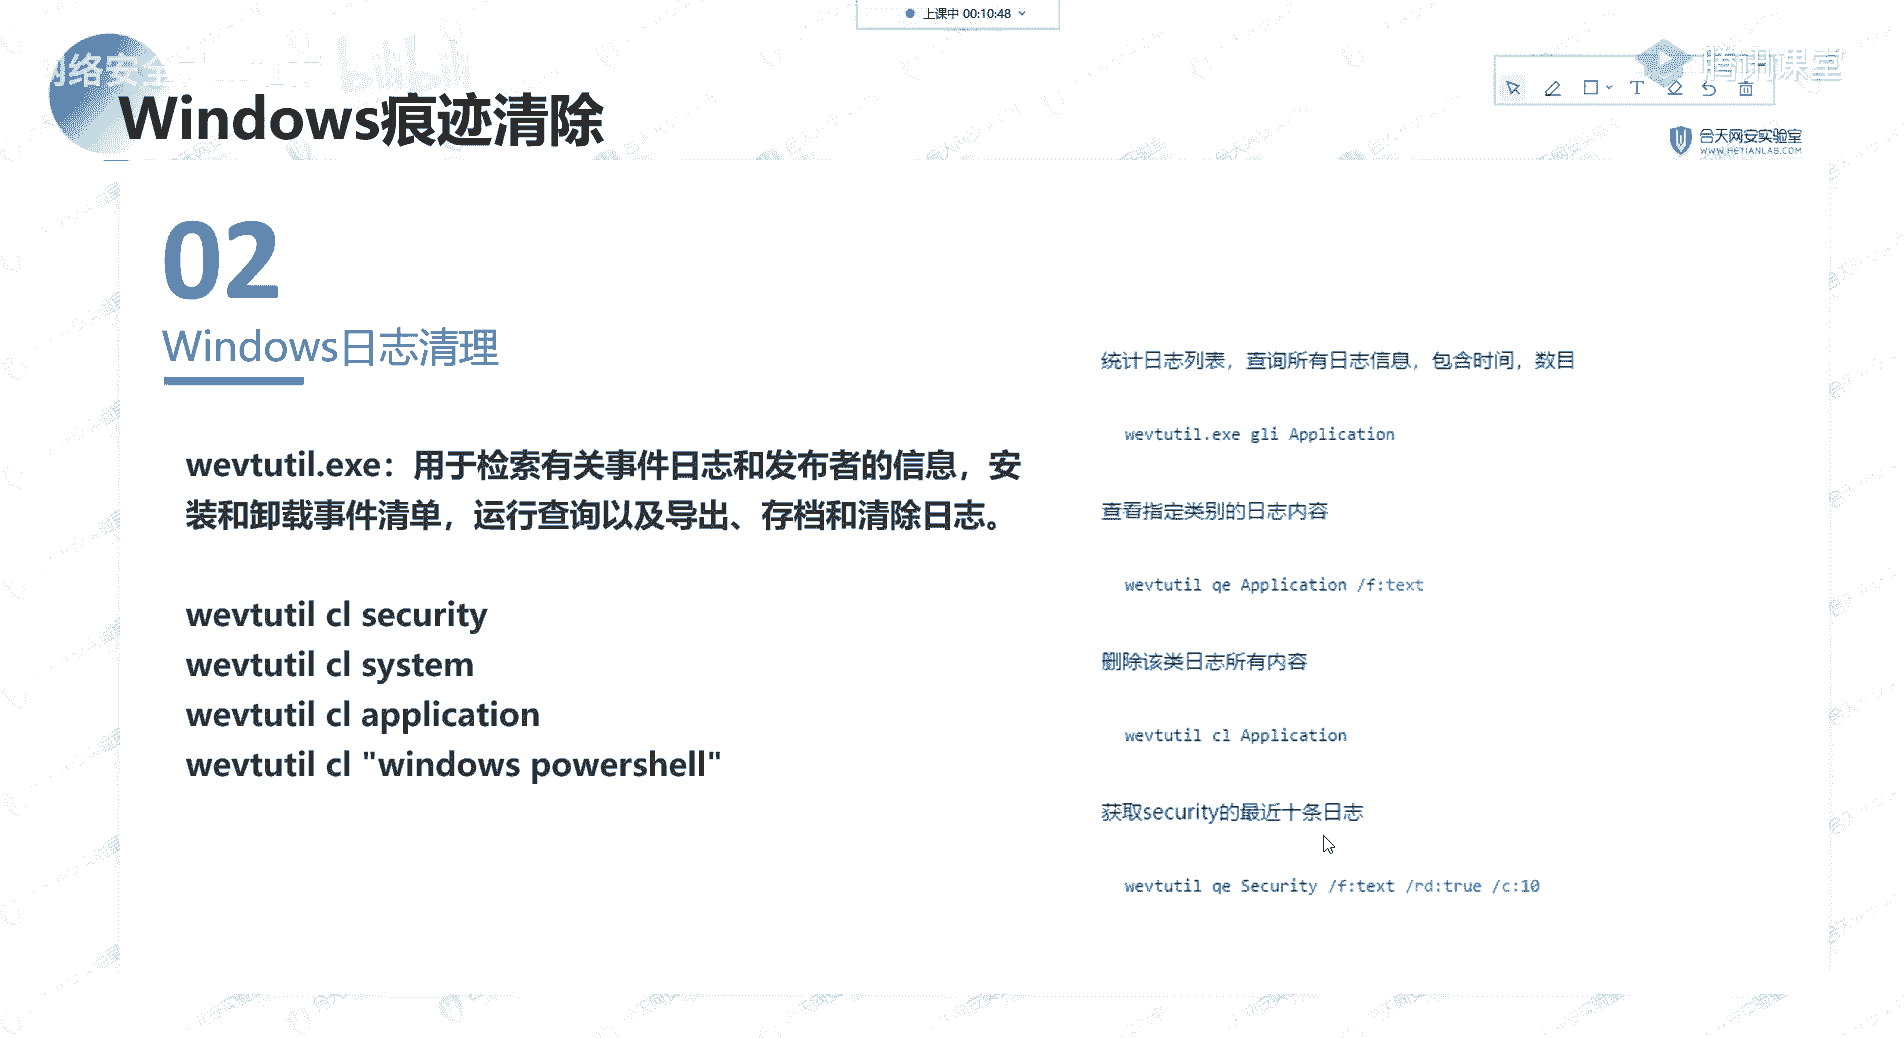 上课中 00:10:48
网络安全
bilibili
腾讯课堂
Windows痕迹清除
T
合天网安实验室
WWW.HETIANLAB.COM
02
Windows日志清理
wevtutil.exe：用于检索有关事件日志和发布者的信息，安
装和卸载事件清单，运行查询以及导出、存档和清除日志。
wevtutil cl security
wevtutil cl system
wevtutil cl application
wevtutil cl "windows powershell"
统计日志列表，查询所有日志信息，包含时间，数目
wevtutil.exe gli Application
查看指定类别的日志内容
wevtutil qe Application /f:text
删除该类日志所有内容
wevtutil cl Application
获取security的最近十条日志
wevtutil qe Security /f:text /rd:true /c:10